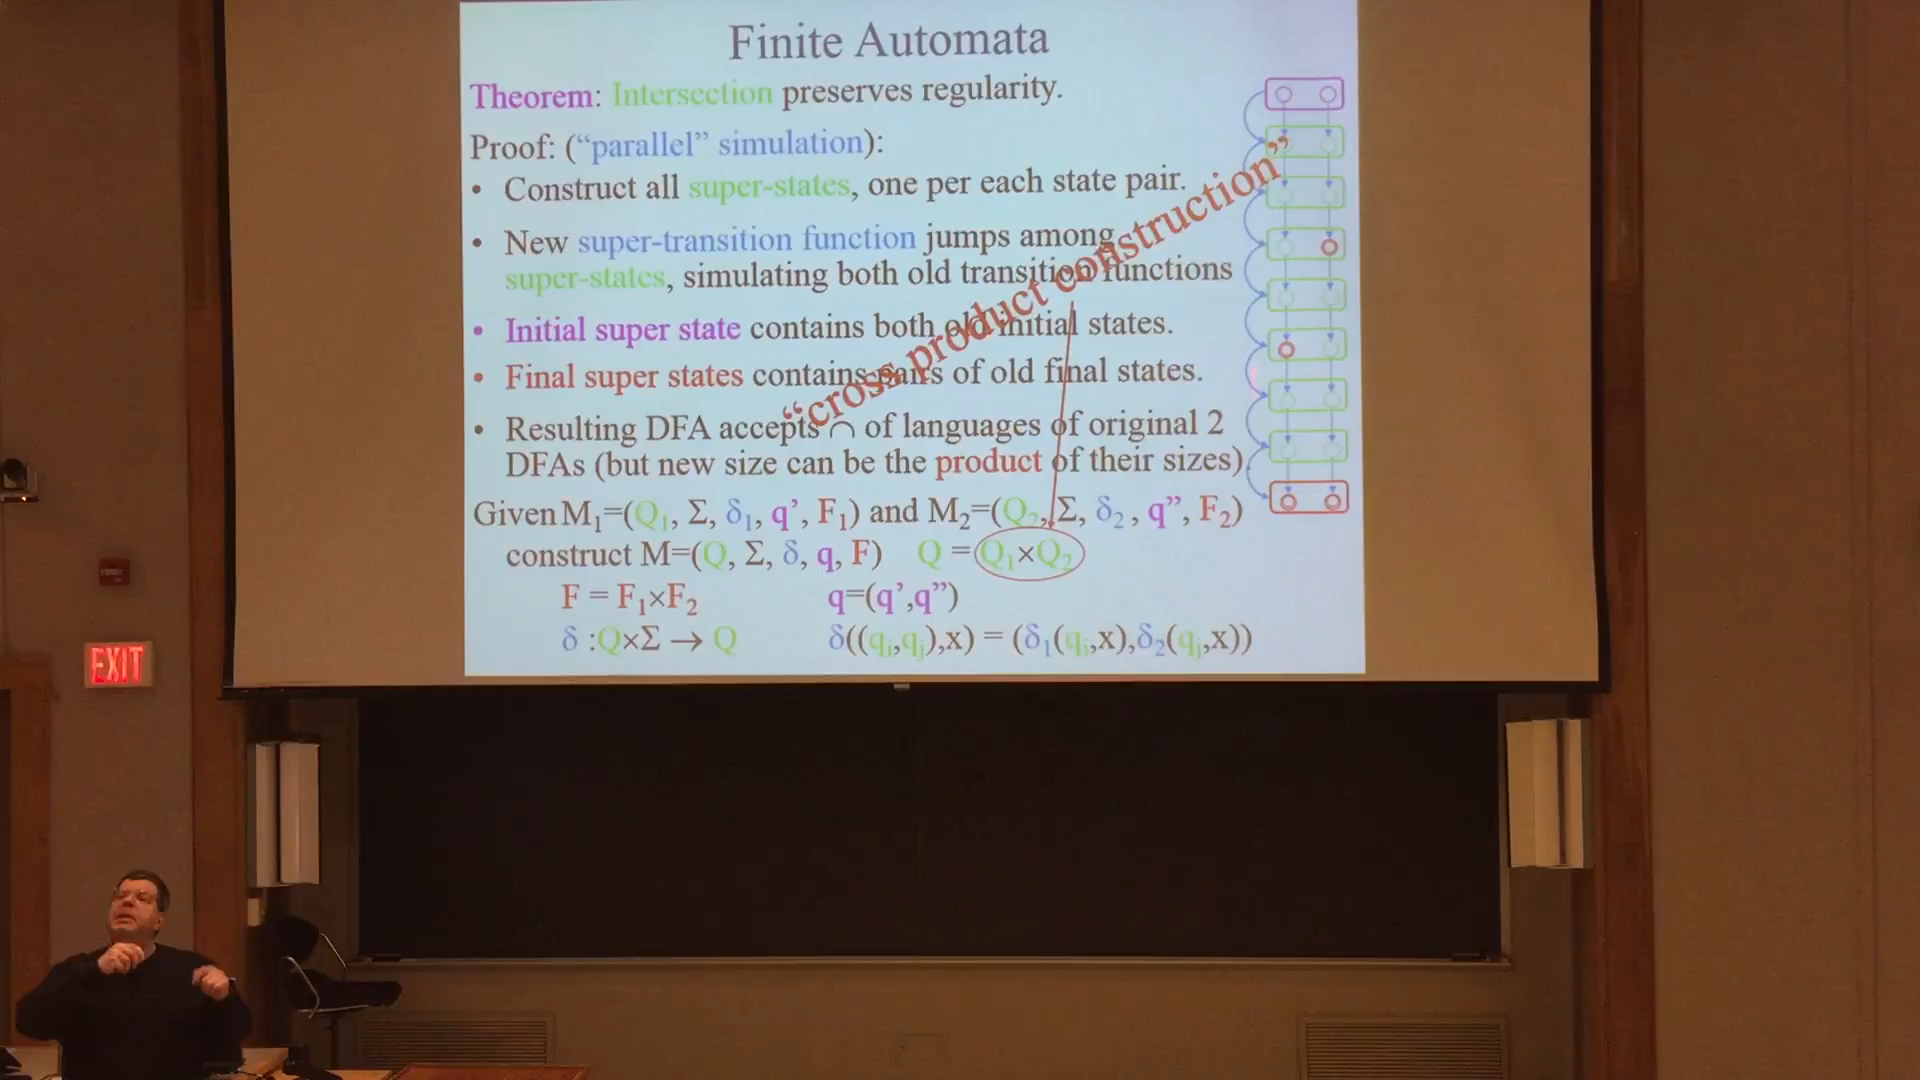 Finite Automata
Theorem: Intersection preserves regularity.
Proof: (“parallel” simulation):
• Construct all super-states, one per each state pair.
• New super-transition function jumps among
super-states, simulating both old transition functions
• Initial super state contains both old initial states.
• Final super states contains pairs of old final states.
• Resulting DFA accepts ∩ of languages of original 2
DFAs (but new size can be the product of their sizes)
“cross product construction”
Given M₁=(Q₁, Σ, δ₁, q’, F₁) and M₂=(Q₂, Σ, δ₂, q”, F₂)
construct M=(Q, Σ, δ, q, F) Q = Q₁×Q₂
F = F₁×F₂ q=(q’,q”)
δ :Q×Σ → Q δ((qᵢ,qⱼ),x) = (δ₁(qᵢ,x),δ₂(qⱼ,x))
EXIT